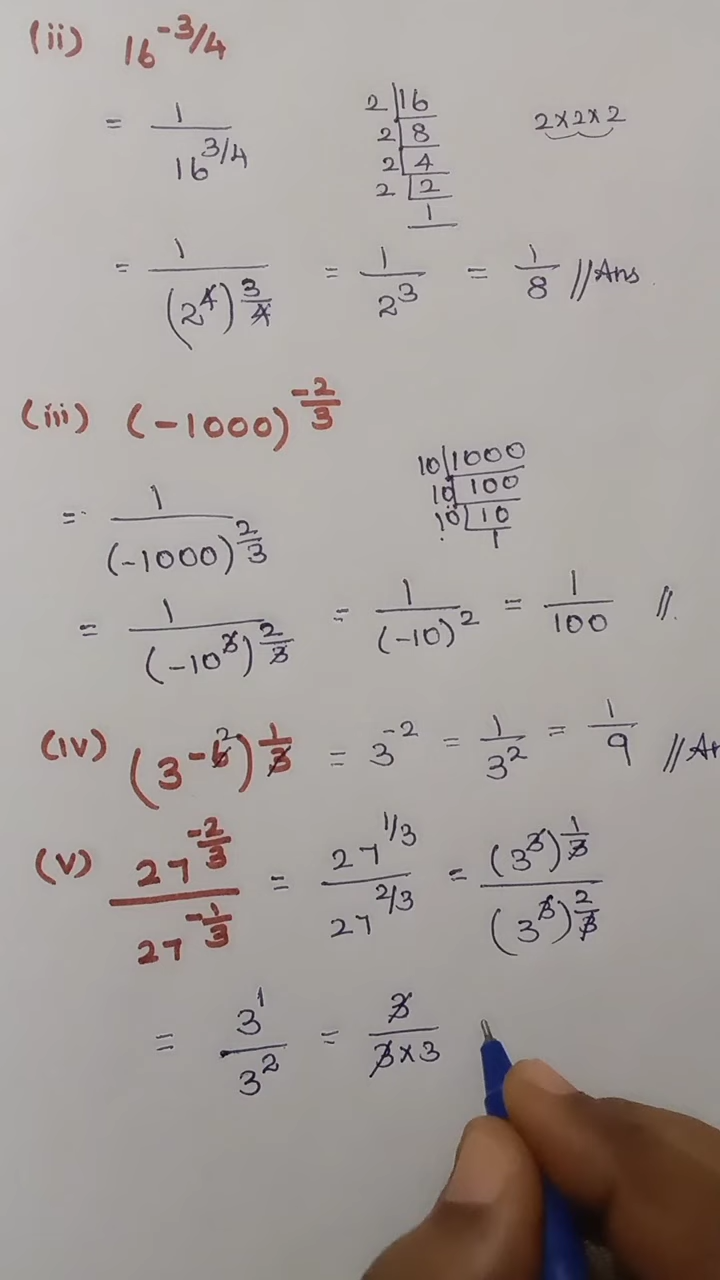 (ii) 16^-3/4
= 1/16^3/4 2|16 2×2×2
2|8
2|4
2|2
1
= 1/(2^4)^3/4 = 1/2^3 = 1/8 //Ans.
(iii) (-1000)^-2/3
= 1/(-1000)^2/3 10|1000
10|100
10|10
1
= 1/(-10^3)^2/3 = 1/(-10)^2 = 1/100 //.
(iv) (3^-6 2)^1/3 = 3^-2 = 1/3^2 = 1/9 //An
(v) 27^-2/3 / 27^-1/3 = 27^1/3 / 27^2/3 = (3^3)^1/3 / (3^3)^2/3
= 3^1/3^2 = 3/3×3